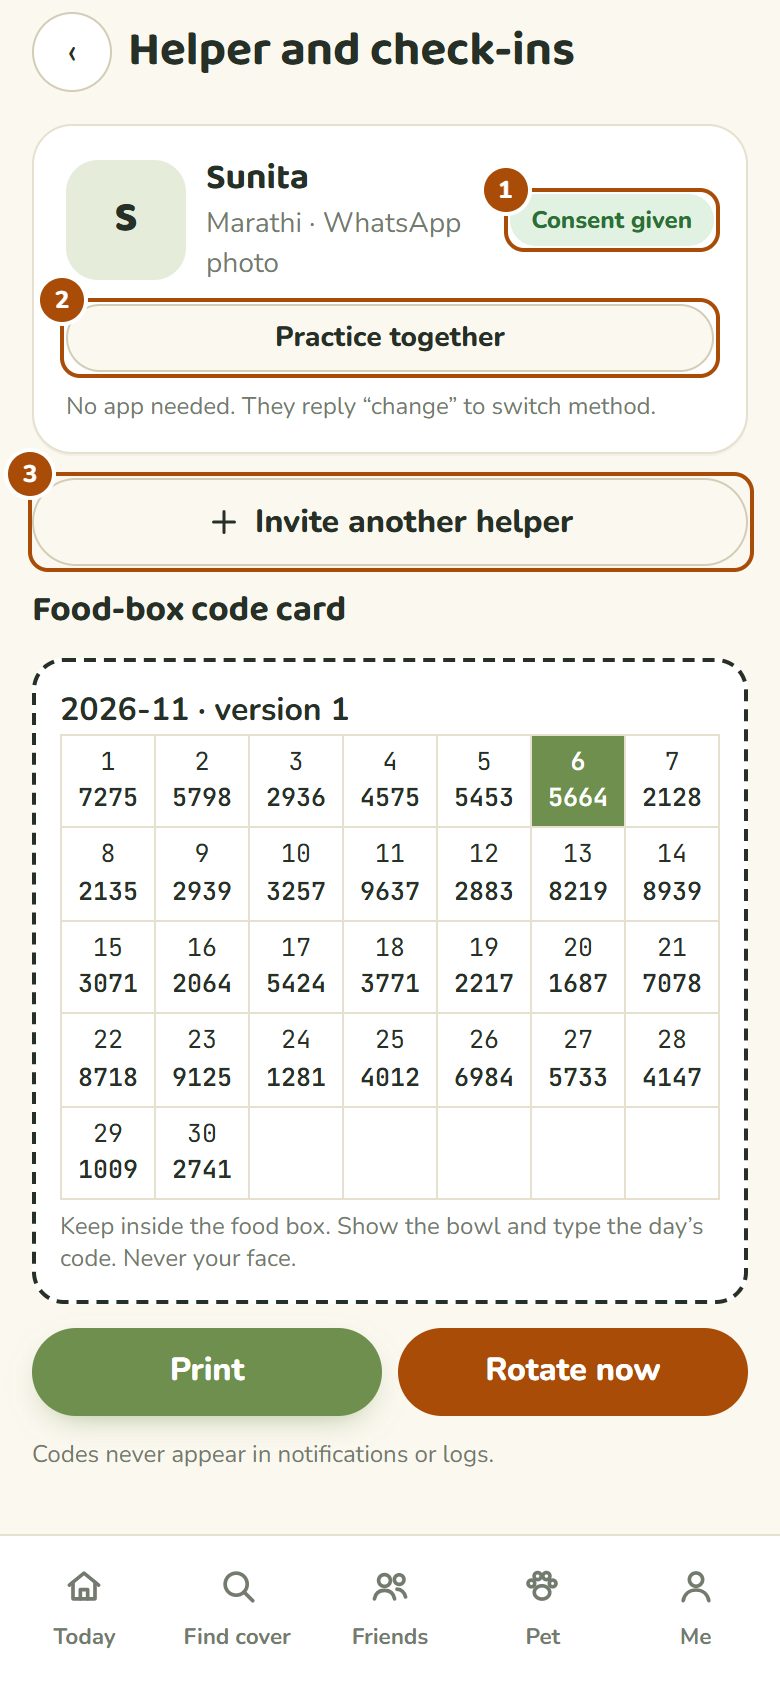 ‹ Helper and check-ins
S
Sunita
Marathi · WhatsApp
photo
1
Consent given
2
Practice together
No app needed. They reply “change” to switch method.
3
+ Invite another helper
Food-box code card
2026-11 · version 1
1 2 3 4 5 6 7
7275 5798 2936 4575 5453 5664 2128
8 9 10 11 12 13 14
2135 2939 3257 9637 2883 8219 8939
15 16 17 18 19 20 21
3071 2064 5424 3771 2217 1687 7078
22 23 24 25 26 27 28
8718 9125 1281 4012 6984 5733 4147
29 30
1009 2741
Keep inside the food box. Show the bowl and type the day’s
code. Never your face.
Print Rotate now
Codes never appear in notifications or logs.
Today Find cover Friends Pet Me